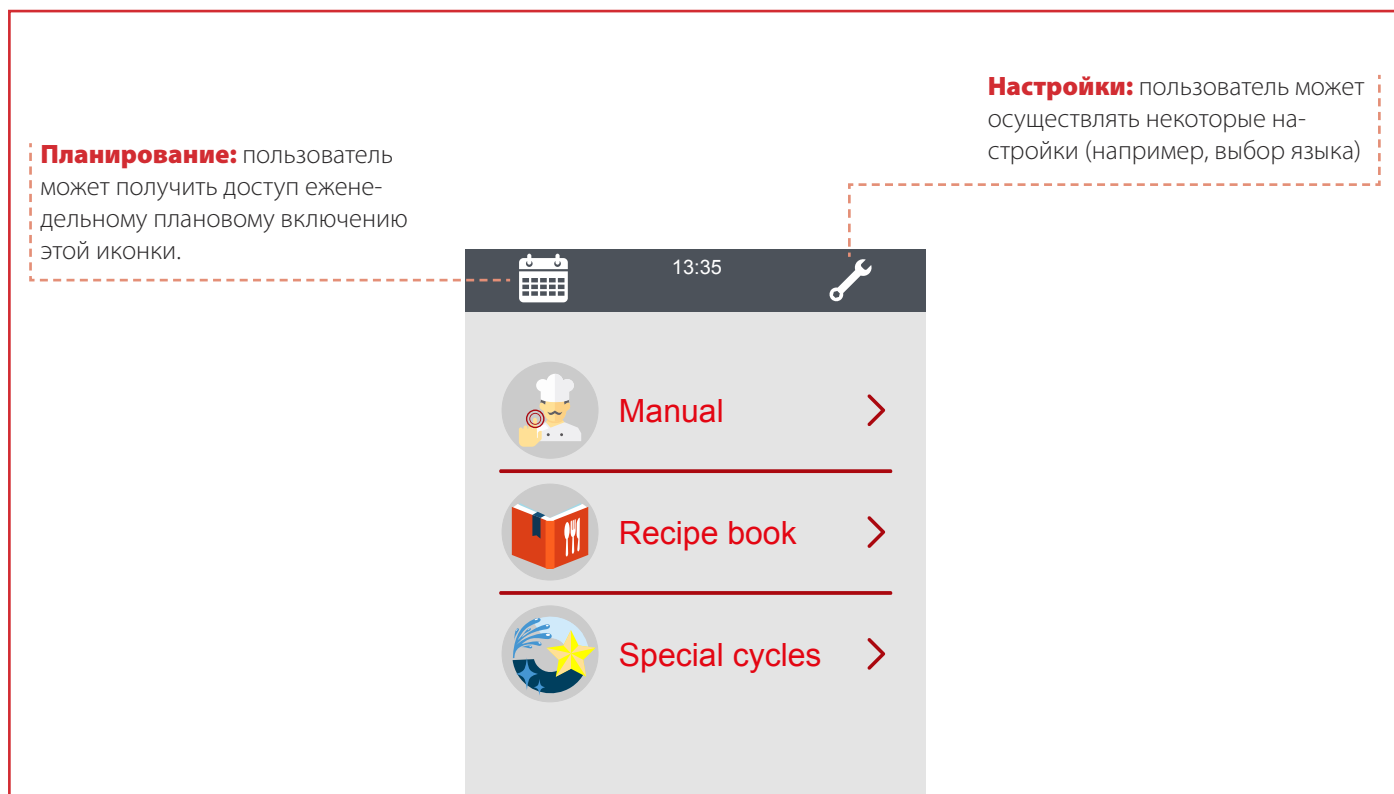 Настройки: пользователь может
осуществлять некоторые на-
стройки (например, выбор языка)
Планирование: пользователь
может получить доступ ежене-
дельному плановому включению
этой иконки.
13:35
Manual
Recipe book
Special cycles